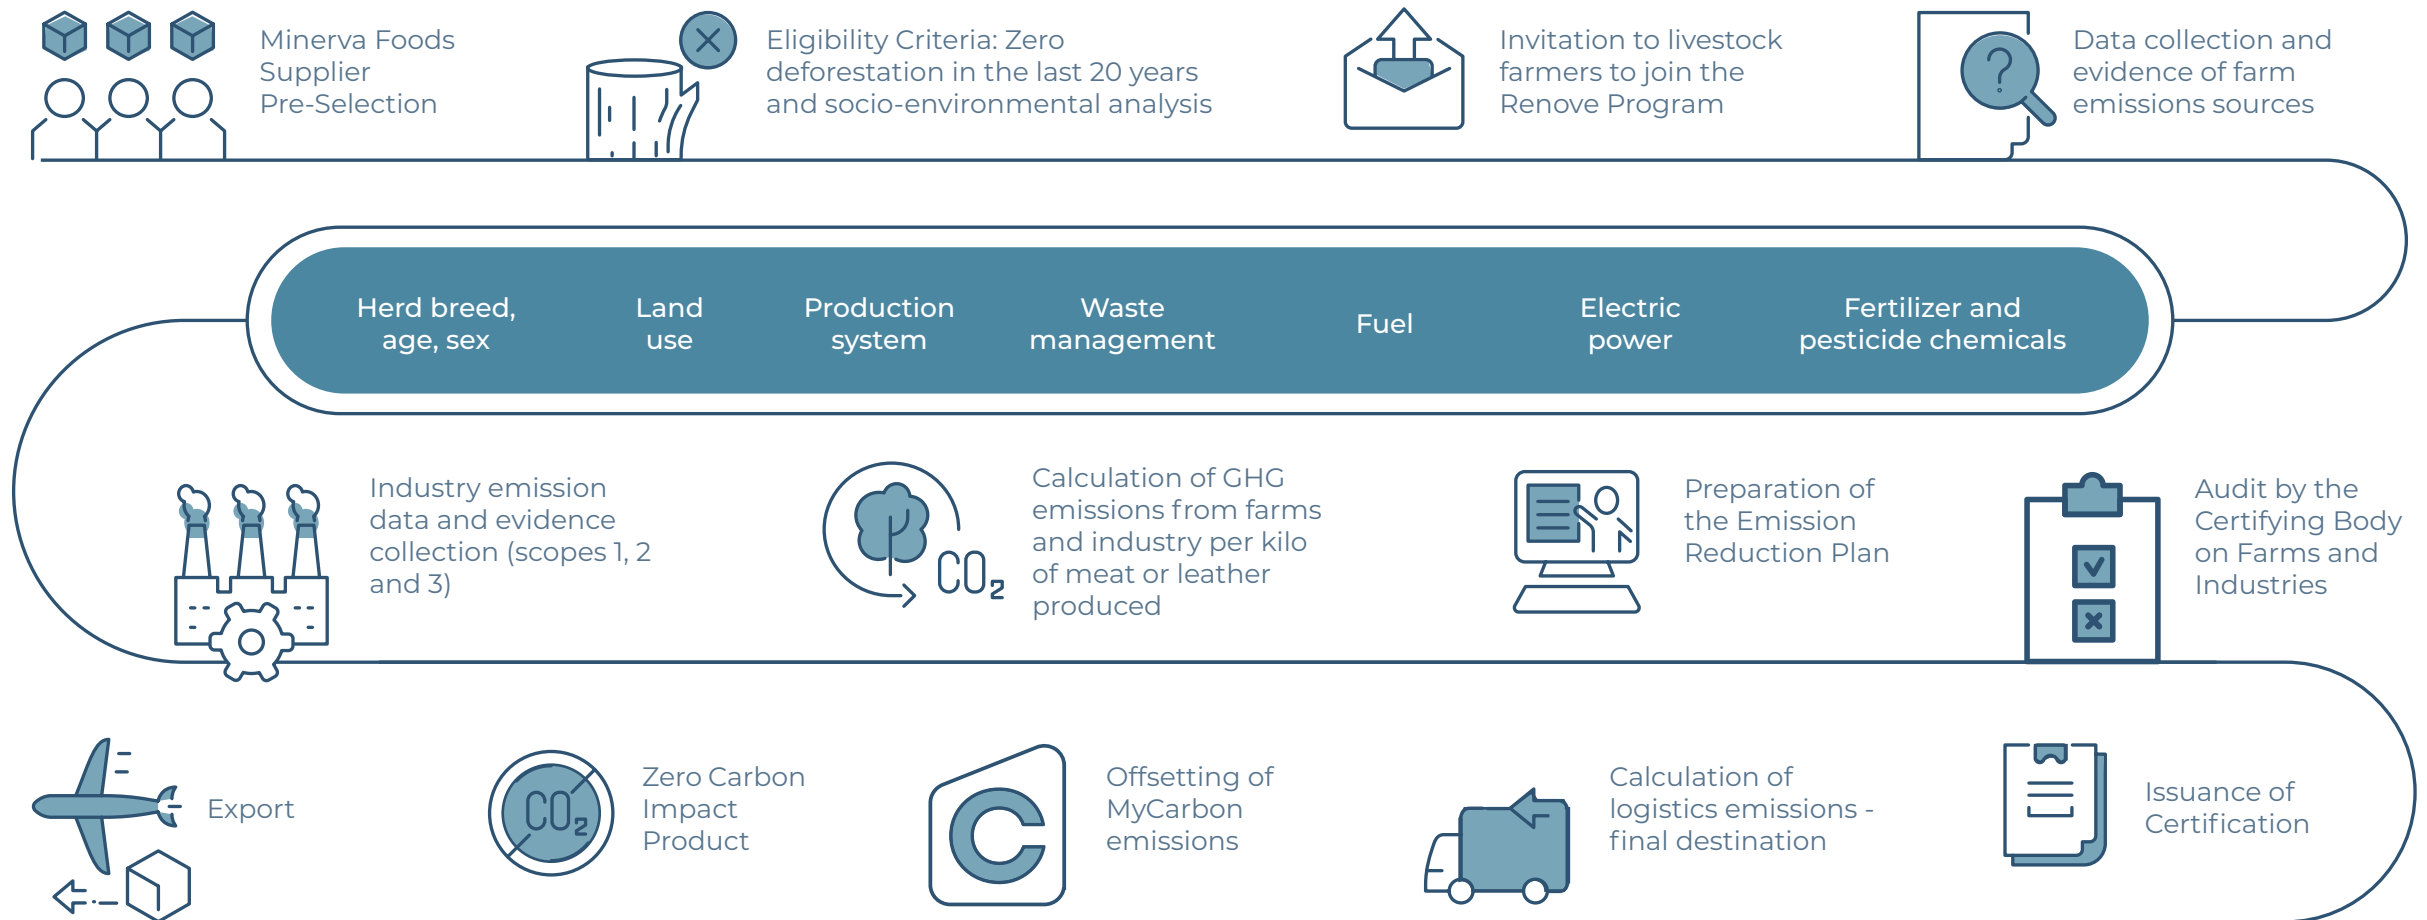 Minerva Foods
Supplier
Pre-Selection
Eligibility Criteria: Zero
deforestation in the last 20 years
and socio-environmental analysis
Invitation to livestock
farmers to join the
Renove Program
Data collection and
evidence of farm
emissions sources
Herd breed,
age, sex
Land
use
Production
system
Waste
management
Fuel
Electric
power
Fertilizer and
pesticide chemicals
Industry emission
data and evidence
collection (scopes 1, 2
and 3)
CO₂
Calculation of GHG
emissions from farms
and industry per kilo
of meat or leather
produced
Preparation of
the Emission
Reduction Plan
Audit by the
Certifying Body
on Farms and
Industries
Export
CO₂
Zero Carbon
Impact
Product
C
Offsetting of
MyCarbon
emissions
Calculation of
logistics emissions -
final destination
Issuance of
Certification